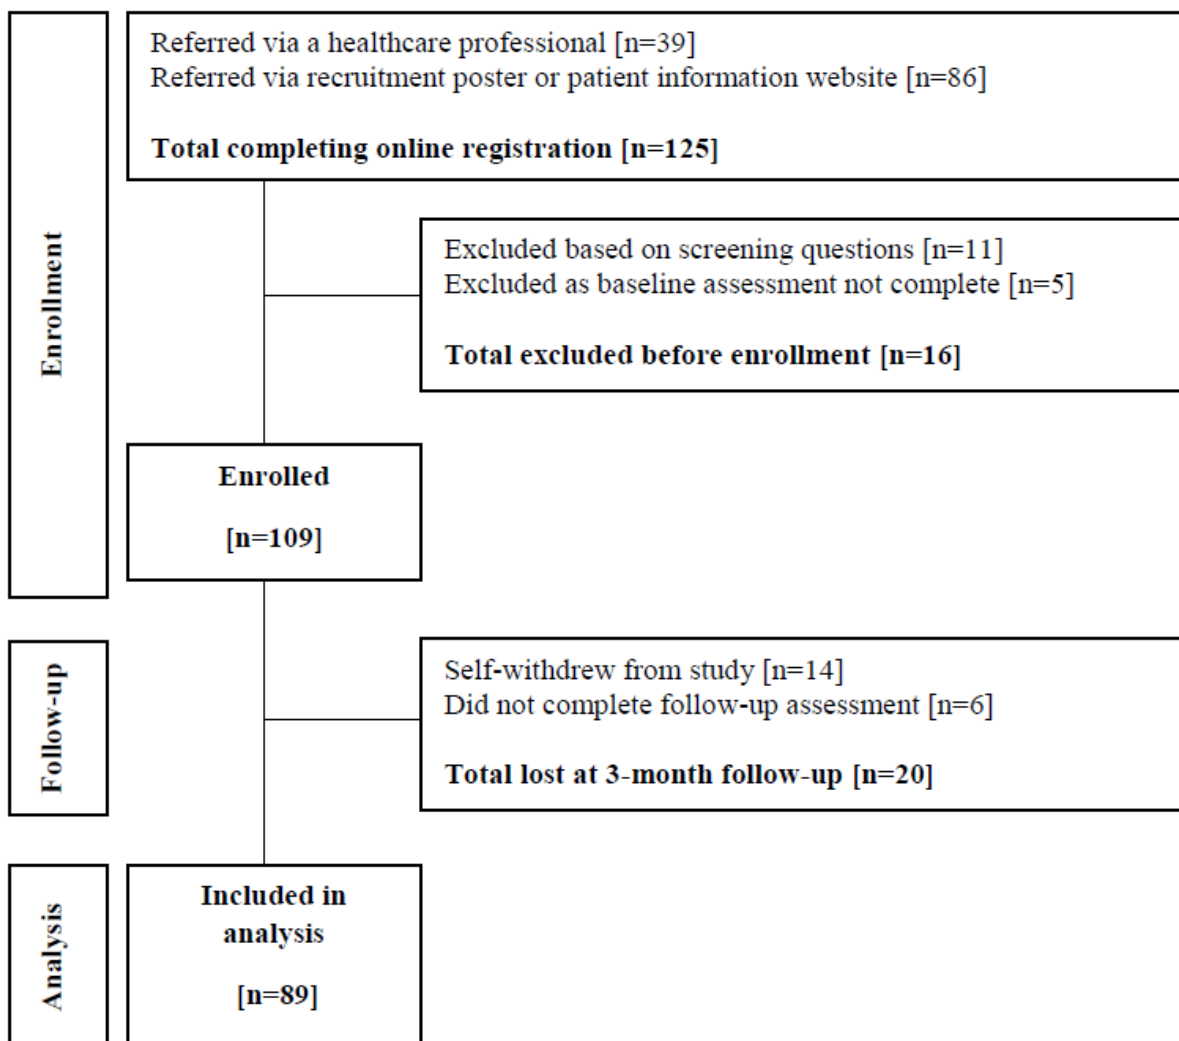 Enrollment
Referred via a healthcare professional [n=39]
Referred via recruitment poster or patient information website [n=86]
Total completing online registration [n=125]
Excluded based on screening questions [n=11]
Excluded as baseline assessment not complete [n=5]
Total excluded before enrollment [n=16]
Enrolled
[n=109]
Follow-up
Self-withdrew from study [n=14]
Did not complete follow-up assessment [n=6]
Total lost at 3-month follow-up [n=20]
Analysis
Included in
analysis
[n=89]